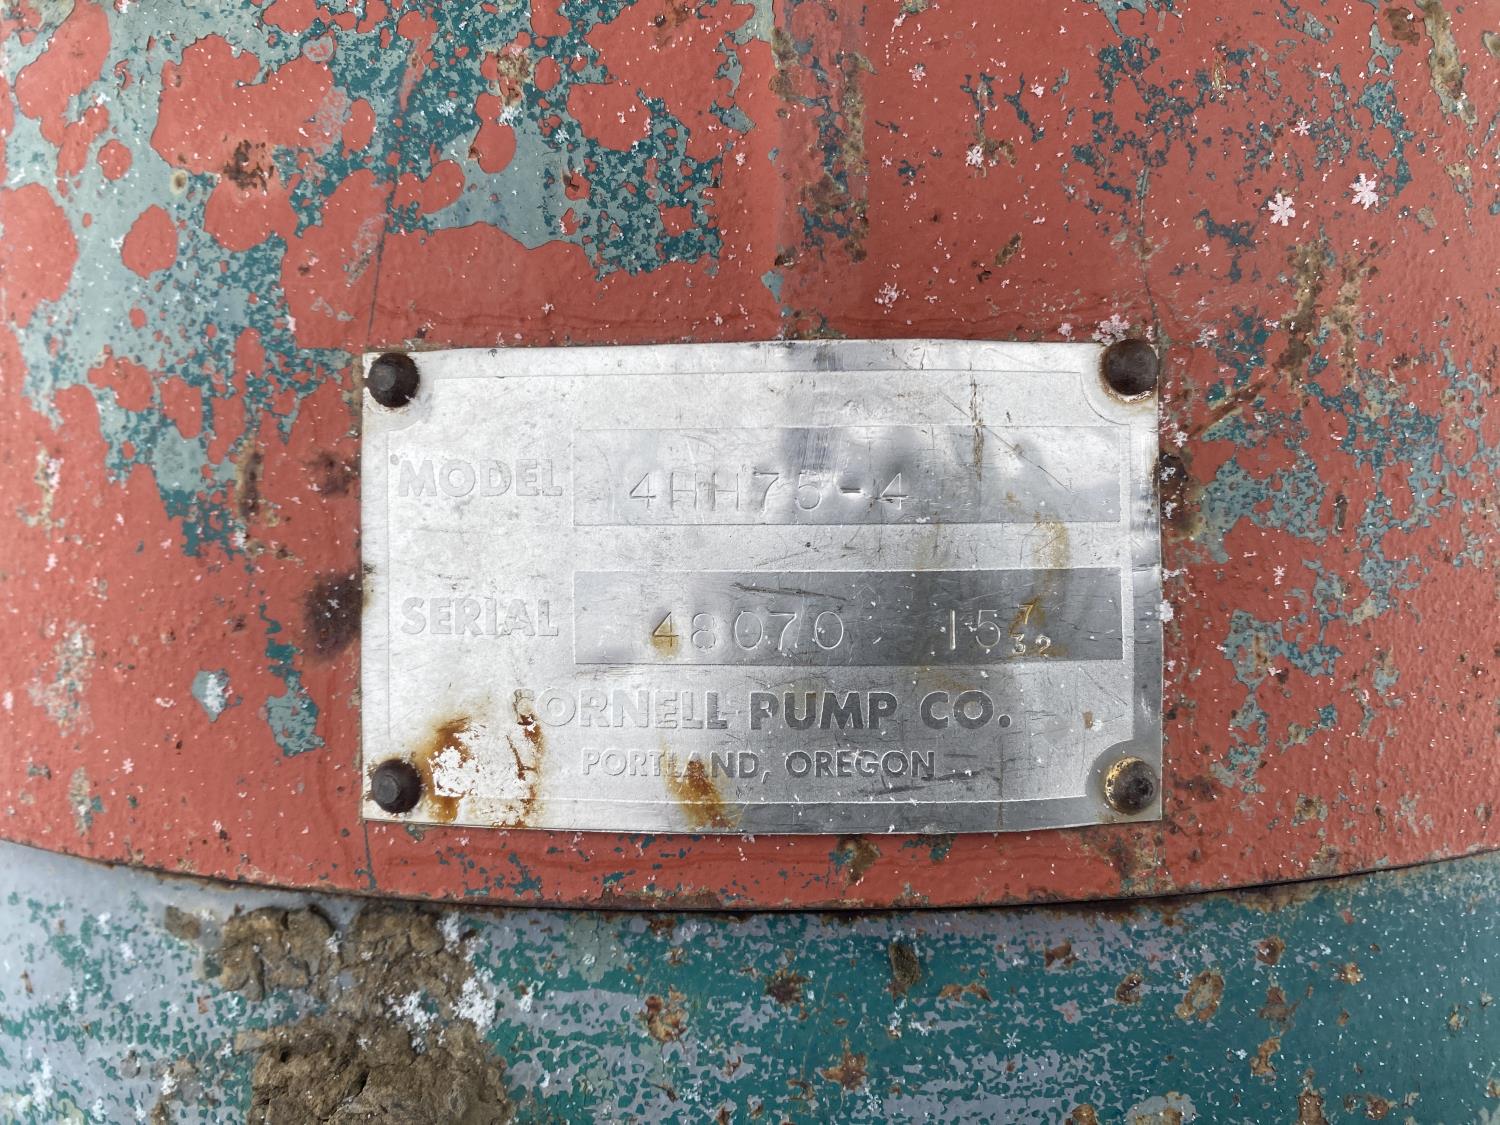 MODEL 4HH75-4
SERIAL 48070 15 7/32
CORNELL PUMP CO.
PORTLAND, OREGON